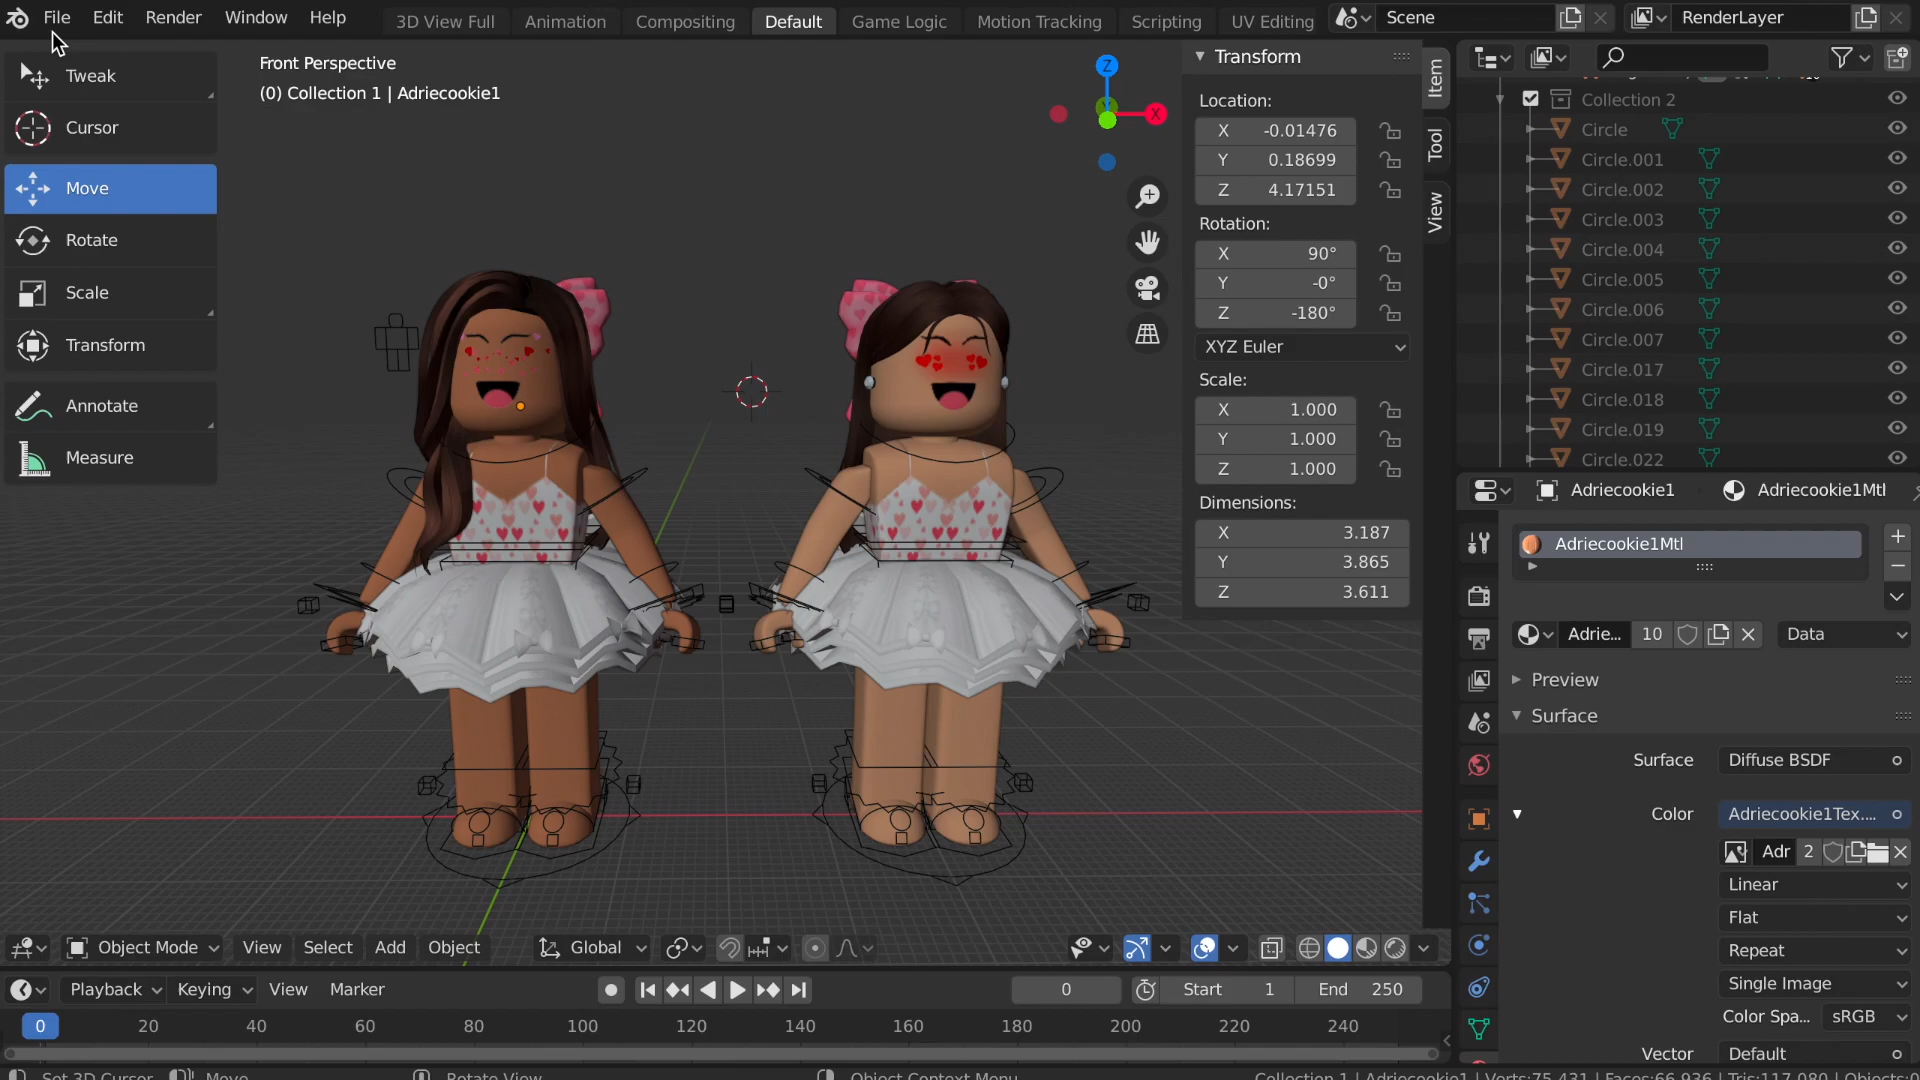 File Edit Render Window Help 3D View Full Animation Compositing Default Game Logic Motion Tracking Scripting UV Editing Scene RenderLayer
Tweak
Cursor
Move
Rotate
Scale
Transform
Annotate
Measure
Front Perspective
(0) Collection 1 | Adriecookie1
Z
X
Transform
Location:
X -0.01476
Y 0.18699
Z 4.17151
Rotation:
X 90°
Y -0°
Z -180°
XYZ Euler
Scale:
X 1.000
Y 1.000
Z 1.000
Dimensions:
X 3.187
Y 3.865
Z 3.611
Item
Tool
View
Collection 2
Circle
Circle.001
Circle.002
Circle.003
Circle.004
Circle.005
Circle.006
Circle.007
Circle.017
Circle.018
Circle.019
Circle.022
Adriecookie1 Adriecookie1Mtl
Adriecookie1Mtl
Adrie... 10 Data
Preview
Surface
Surface Diffuse BSDF
Color Adriecookie1Tex....
Adr 2
Linear
Flat
Repeat
Single Image
Color Spa... sRGB
Vector Default
Object Mode View Select Add Object Global
Playback Keying View Marker 0 Start 1 End 250
0 20 40 60 80 100 120 140 160 180 200 220 240
Set 3D Cursor Move Rotate View Object Context Menu Collection 1 | Adriecookie1 | Verts:75,431 | Faces:66,936 | Tris:117,080 | Objects:0